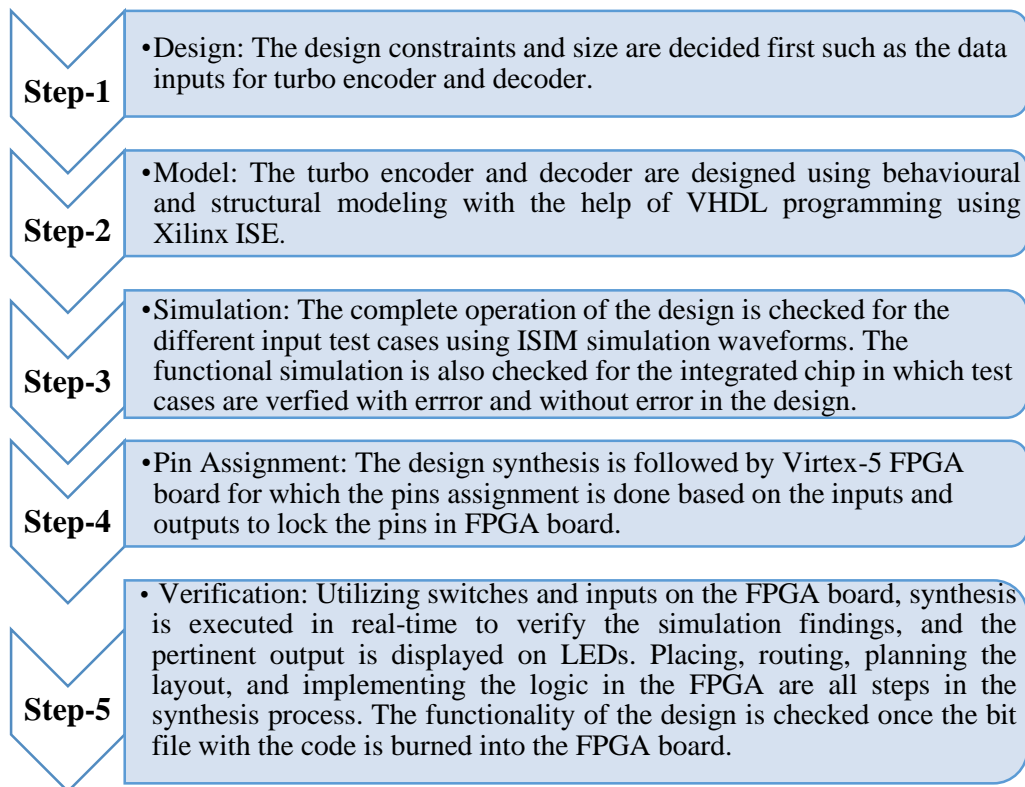 Step-1
•Design: The design constraints and size are decided first such as the data
inputs for turbo encoder and decoder.
Step-2
•Model: The turbo encoder and decoder are designed using behavioural
and structural modeling with the help of VHDL programming using
Xilinx ISE.
Step-3
•Simulation: The complete operation of the design is checked for the
different input test cases using ISIM simulation waveforms. The
functional simulation is also checked for the integrated chip in which test
cases are verfied with errror and without error in the design.
Step-4
•Pin Assignment: The design synthesis is followed by Virtex-5 FPGA
board for which the pins assignment is done based on the inputs and
outputs to lock the pins in FPGA board.
Step-5
• Verification: Utilizing switches and inputs on the FPGA board, synthesis
is executed in real-time to verify the simulation findings, and the
pertinent output is displayed on LEDs. Placing, routing, planning the
layout, and implementing the logic in the FPGA are all steps in the
synthesis process. The functionality of the design is checked once the bit
file with the code is burned into the FPGA board.